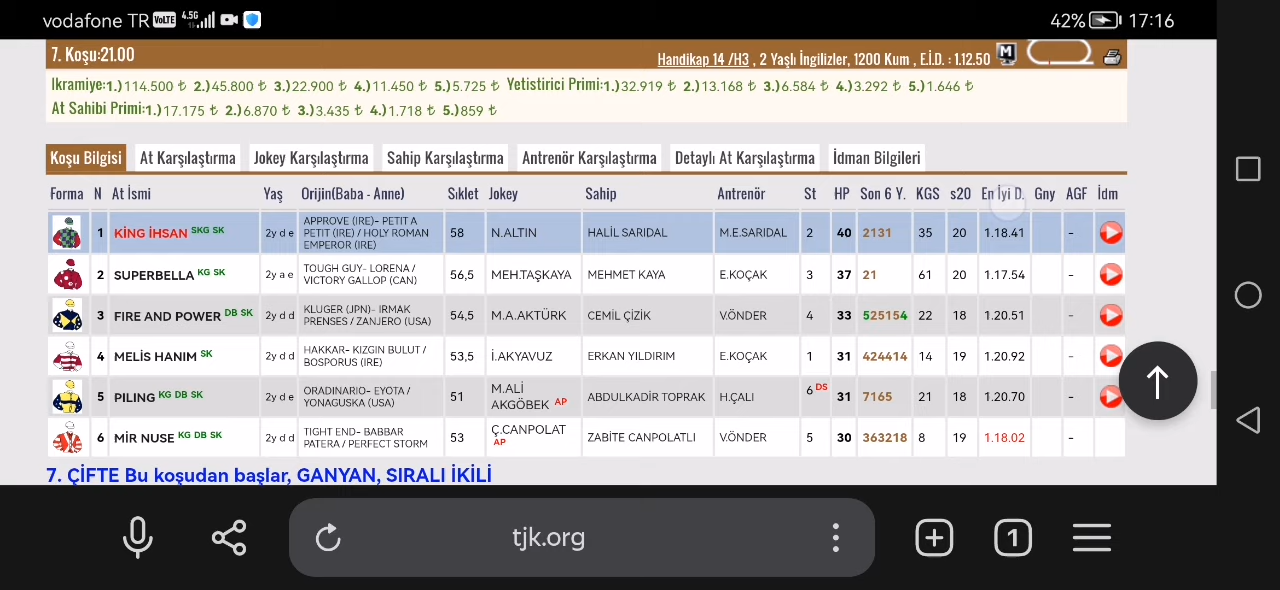 vodafone TR VoLTE 4.5G 1k 42% 17:16
7. Koşu:21.00 Handikap 14 /H3 , 2 Yaşlı İngilizler, 1200 Kum , E.İ.D. : 1.12.50 M
Ikramiye:1.)114.500 ₺ 2.)45.800 ₺ 3.)22.900 ₺ 4.)11.450 ₺ 5.)5.725 ₺ Yetistirici Primi:1.)32.919 ₺ 2.)13.168 ₺ 3.)6.584 ₺ 4.)3.292 ₺ 5.)1.646 ₺
At Sahibi Primi:1.)17.175 ₺ 2.)6.870 ₺ 3.)3.435 ₺ 4.)1.718 ₺ 5.)859 ₺
Koşu Bilgisi At Karşılaştırma Jokey Karşılaştırma Sahip Karşılaştırma Antrenör Karşılaştırma Detaylı At Karşılaştırma İdman Bilgileri
Forma N At İsmi Yaş Orijin(Baba - Anne) Sıklet Jokey Sahip Antrenör St HP Son 6 Y. KGS s20 En İyi D. Gny AGF İdm
1 KİNG İHSAN SKG SK 2y d e APPROVE (IRE)- PETIT A PETIT (IRE) / HOLY ROMAN EMPEROR (IRE) 58 N.ALTIN HALİL SARIDAL M.E.SARIDAL 2 40 2131 35 20 1.18.41 -
2 SUPERBELLA KG SK 2y a e TOUGH GUY- LORENA / VICTORY GALLOP (CAN) 56,5 MEH.TAŞKAYA MEHMET KAYA E.KOÇAK 3 37 21 61 20 1.17.54 -
3 FIRE AND POWER DB SK 2y d d KLUGER (JPN)- IRMAK PRENSES / ZANJERO (USA) 54,5 M.A.AKTÜRK CEMİL ÇİZİK V.ÖNDER 4 33 525154 22 18 1.20.51 -
4 MELİS HANIM SK 2y d d HAKKAR- KIZGIN BULUT / BOSPORUS (IRE) 53,5 İ.AKYAVUZ ERKAN YILDIRIM E.KOÇAK 1 31 424414 14 19 1.20.92 -
5 PILING KG DB SK 2y d e ORADINARIO- EYOTA / YONAGUSKA (USA) 51 M.ALİ AKGÖBEK AP ABDULKADİR TOPRAK H.ÇALI 6 DS 31 7165 21 18 1.20.70 -
6 MİR NUSE KG DB SK 2y d d TIGHT END- BABBAR PATERA / PERFECT STORM 53 Ç.CANPOLAT AP ZABİTE CANPOLATLI V.ÖNDER 5 30 363218 8 19 1.18.02 -
7. ÇİFTE Bu koşudan başlar, GANYAN, SIRALI İKİLİ
tjk.org 1